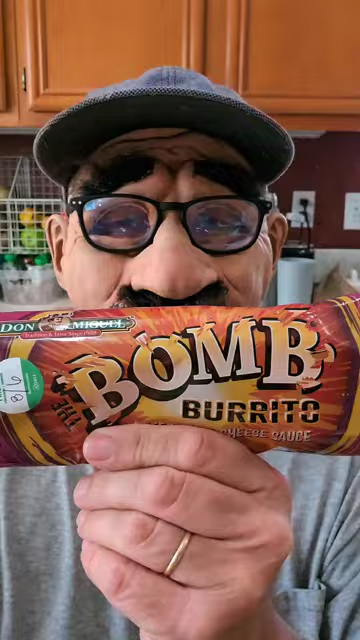 DON MIGUEL
THE
BOMB
BURRITO
CHEESE SAUCE